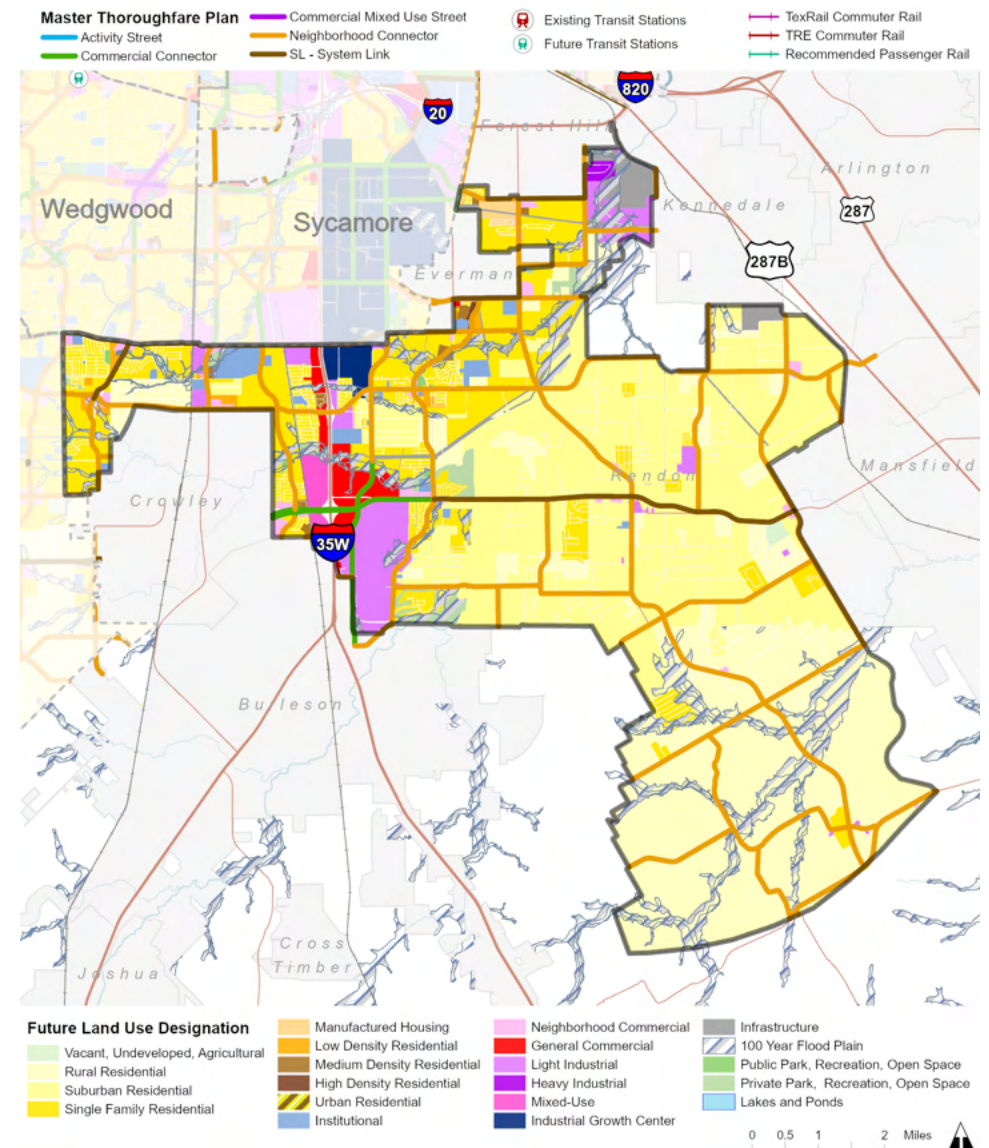 Master Thoroughfare Plan
Activity Street
Commercial Connector
Commercial Mixed Use Street
Neighborhood Connector
SL - System Link
Existing Transit Stations
Future Transit Stations
TexRail Commuter Rail
TRE Commuter Rail
Recommended Passenger Rail
820
20
Forest Hill
Arlington
Wedgwood
Sycamore
Kennedale
287
287B
Everman
Rendon
Mansfield
Crowley
35W
Burleson
Cross
Timber
Joshua
Future Land Use Designation
Vacant, Undeveloped, Agricultural
Rural Residential
Suburban Residential
Single Family Residential
Manufactured Housing
Low Density Residential
Medium Density Residential
High Density Residential
Urban Residential
Institutional
Neighborhood Commercial
General Commercial
Light Industrial
Heavy Industrial
Mixed-Use
Industrial Growth Center
Infrastructure
100 Year Flood Plain
Public Park, Recreation, Open Space
Private Park, Recreation, Open Space
Lakes and Ponds
0 0.5 1 2 Miles